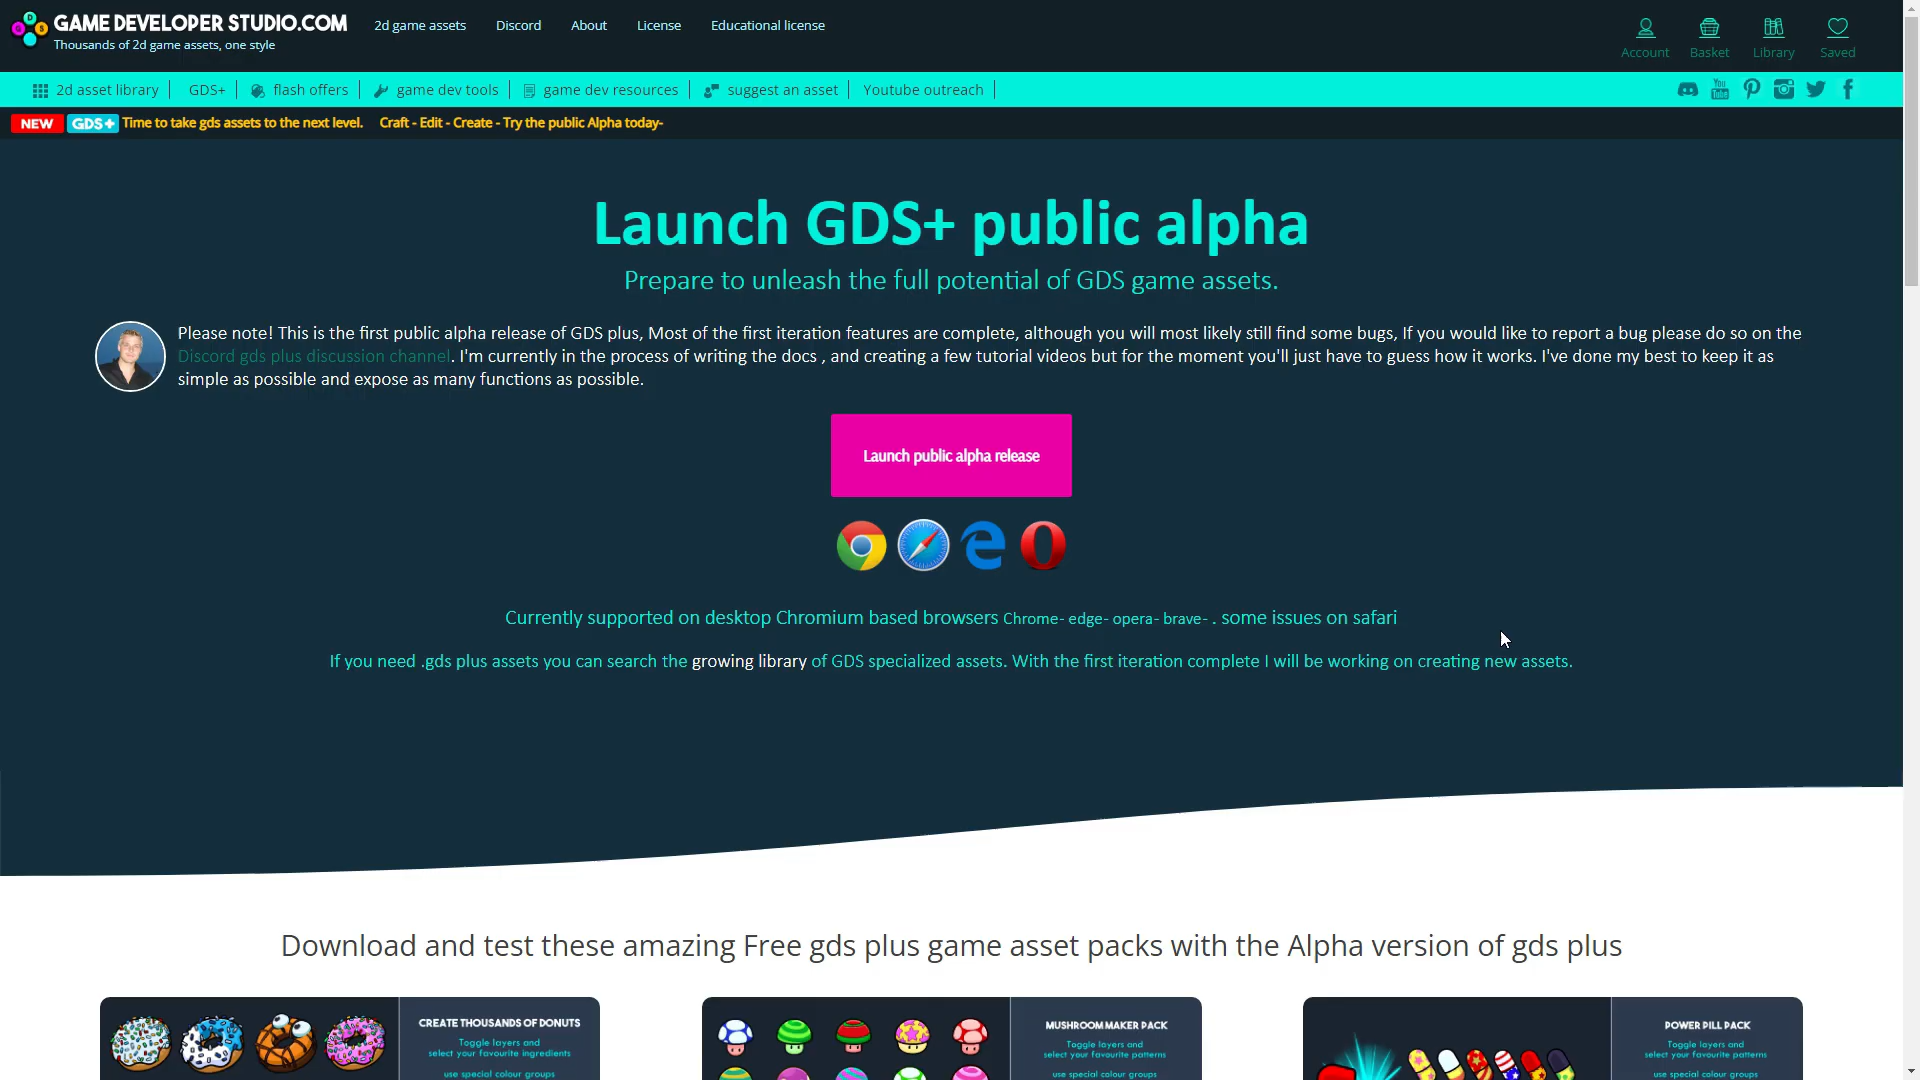 GAME DEVELOPER STUDIO.COM
Thousands of 2d game assets, one style
2d game assets Discord About License Educational license
Account Basket Library Saved
2d asset library GDS+ flash offers game dev tools game dev resources suggest an asset Youtube outreach
NEW GDS+ Time to take gds assets to the next level. Craft - Edit - Create - Try the public Alpha today-
Launch GDS+ public alpha
Prepare to unleash the full potential of GDS game assets.
Please note! This is the first public alpha release of GDS plus, Most of the first iteration features are complete, although you will most likely still find some bugs, If you would like to report a bug please do so on the
Discord gds plus discussion channel. I'm currently in the process of writing the docs , and creating a few tutorial videos but for the moment you'll just have to guess how it works. I've done my best to keep it as
simple as possible and expose as many functions as possible.
Launch public alpha release
Currently supported on desktop Chromium based browsers Chrome- edge- opera- brave- . some issues on safari
If you need .gds plus assets you can search the growing library of GDS specialized assets. With the first iteration complete I will be working on creating new assets.
Download and test these amazing Free gds plus game asset packs with the Alpha version of gds plus
CREATE THOUSANDS OF DONUTS
Toggle layers and
select your favourite ingredients
use special colour groups
MUSHROOM MAKER PACK
Toggle layers and
select your favourite patterns
use special colour groups
POWER PILL PACK
Toggle layers and
select your favourite patterns
use special colour groups